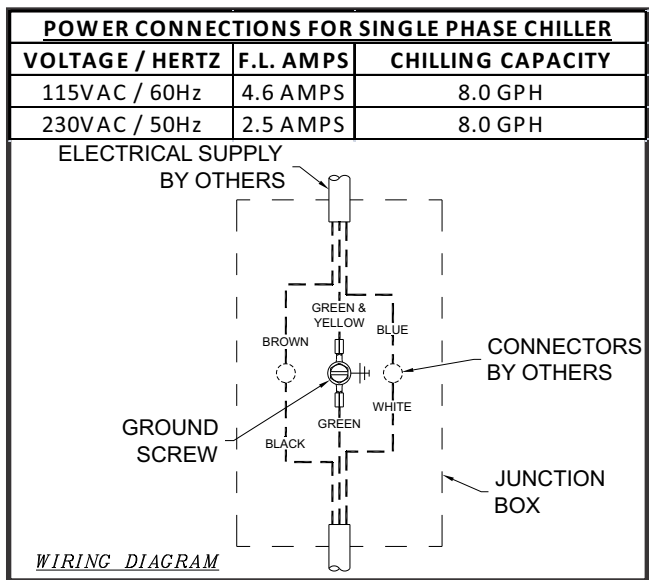 POWER CONNECTIONS FOR SINGLE PHASE CHILLER
VOLTAGE / HERTZ F.L. AMPS CHILLING CAPACITY
115VAC / 60Hz 4.6 AMPS 8.0 GPH
230VAC / 50Hz 2.5 AMPS 8.0 GPH
ELECTRICAL SUPPLY
BY OTHERS
GREEN &
YELLOW
BLUE
BROWN
CONNECTORS
BY OTHERS
WHITE
GREEN
GROUND
SCREW
BLACK
JUNCTION
BOX
WIRING DIAGRAM